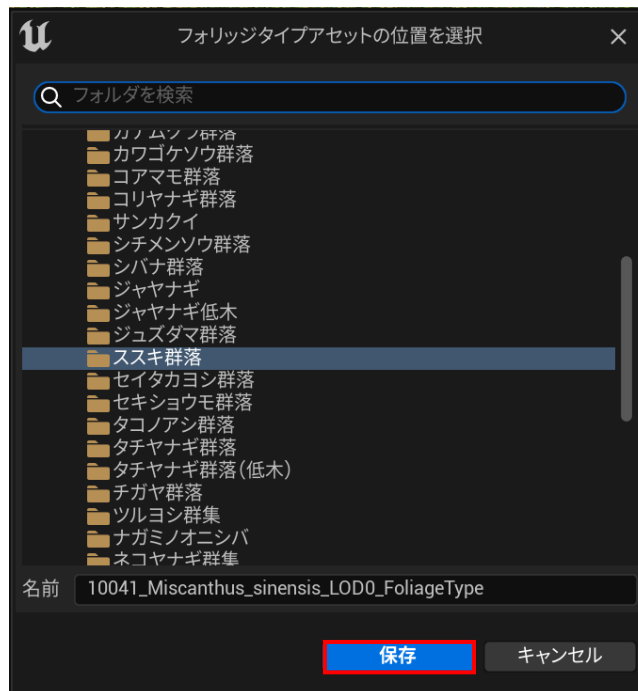 フォリッジタイプアセットの位置を選択
フォルダを検索
カナムグラ群落
カワゴケソウ群落
コアマモ群落
コリヤナギ群落
サンカクイ
シチメンソウ群落
シバナ群落
ジャヤナギ
ジャヤナギ低木
ジュズダマ群落
ススキ群落
セイタカヨシ群落
セキショウモ群落
タコノアシ群落
タチヤナギ群落
タチヤナギ群落(低木)
チガヤ群落
ツルヨシ群集
ナガミノオニシバ
ネコヤナギ群集
名前 10041_Miscanthus_sinensis_LOD0_FoliageType
保存 キャンセル